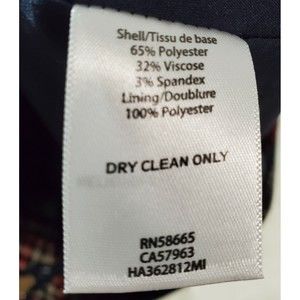 Shell/Tissu de base
65% Polyester
32% Viscose
3% Spandex
Lining/Doublure
100% Polyester
DRY CLEAN ONLY
RN58665
CA57963
HA362812MI